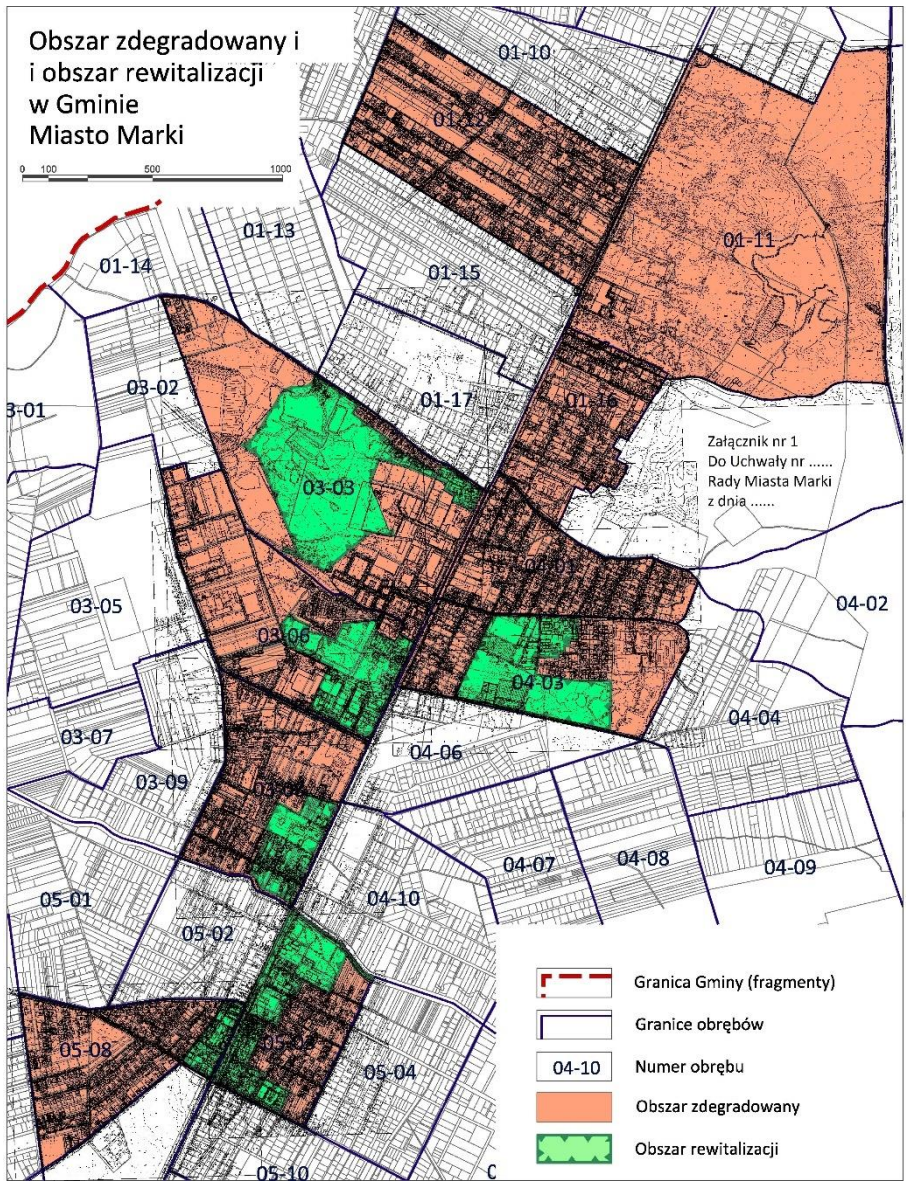 Obszar zdegradowany i
i obszar rewitalizacji
w Gminie
Miasto Marki
0 100 500 1000
01-10
01-12
01-11
01-13
01-14
01-15
03-02
01-17
01-16
3-01
Załącznik nr 1
Do Uchwały nr ......
Rady Miasta Marki
z dnia ......
03-03
04-01
03-05
04-02
03-06
04-03
04-04
03-07
04-06
03-09
04-07
04-08
04-09
05-01
04-10
05-02
05-08
05-03
05-04
05-10
0
Granica Gminy (fragmenty)
Granice obrębów
04-10 Numer obrębu
Obszar zdegradowany
Obszar rewitalizacji